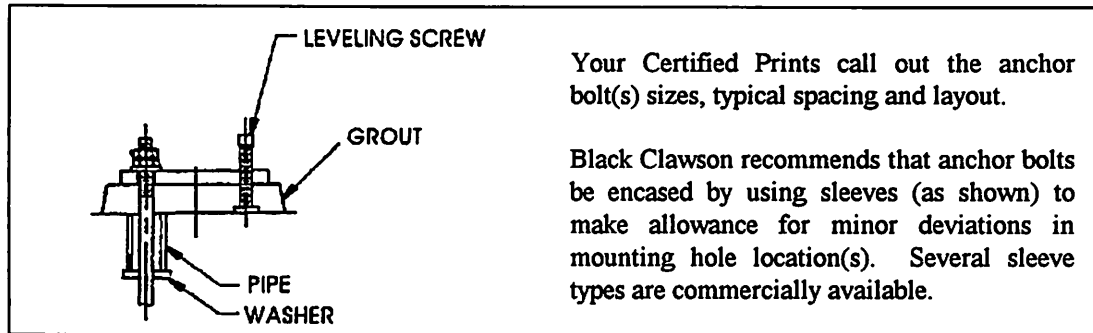 LEVELING SCREW
GROUT
PIPE
WASHER
Your Certified Prints call out the anchor
bolt(s) sizes, typical spacing and layout.
Black Clawson recommends that anchor bolts
be encased by using sleeves (as shown) to
make allowance for minor deviations in
mounting hole location(s). Several sleeve
types are commercially available.